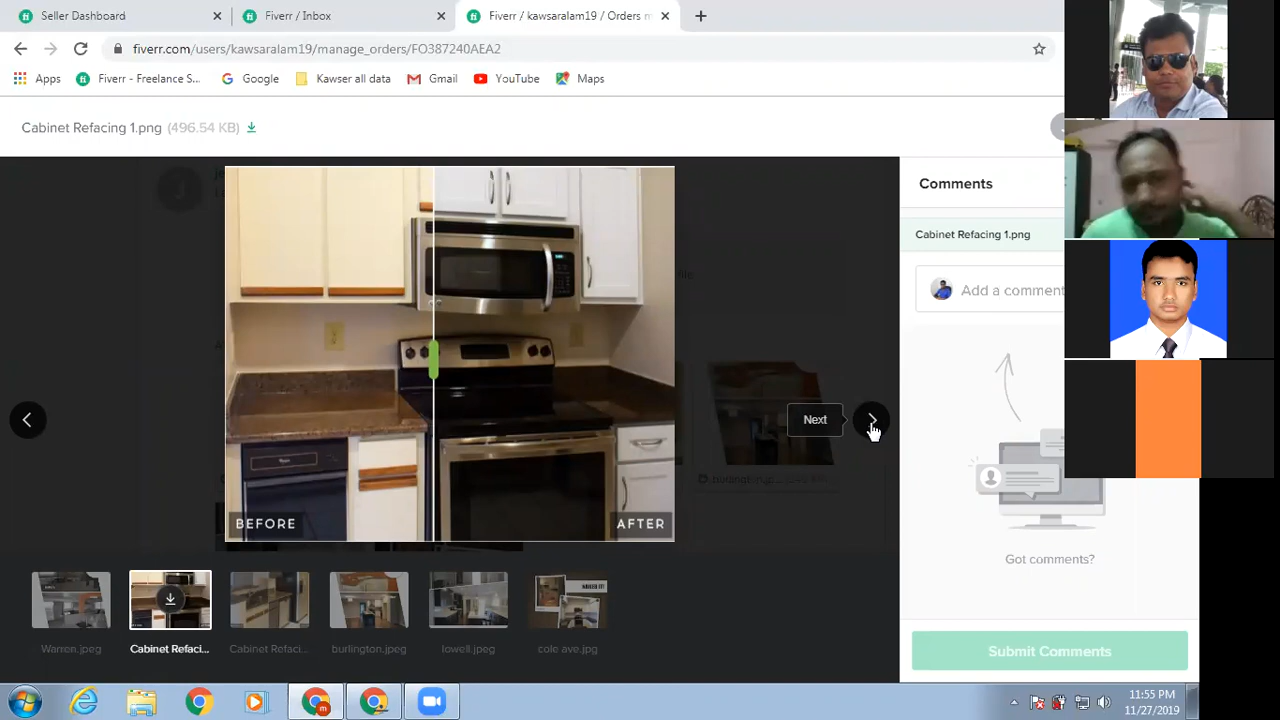 Seller Dashboard
Fiverr / Inbox
Fiverr / kawsaralam19 / Orders m
fiverr.com/users/kawsaralam19/manage_orders/FO387240AEA2
Apps
Fiverr - Freelance S...
Google
Kawser all data
Gmail
YouTube
Maps
Cabinet Refacing 1.png (496.54 KB)
Comments
Cabinet Refacing 1.png
Add a comment
file
Next
BEFORE
AFTER
Got comments?
Warren.jpeg
Cabinet Refaci...
Cabinet Refaci...
burlington.jpeg
lowell.jpeg
cole ave.jpg
Submit Comments
11:55 PM
11/27/2019